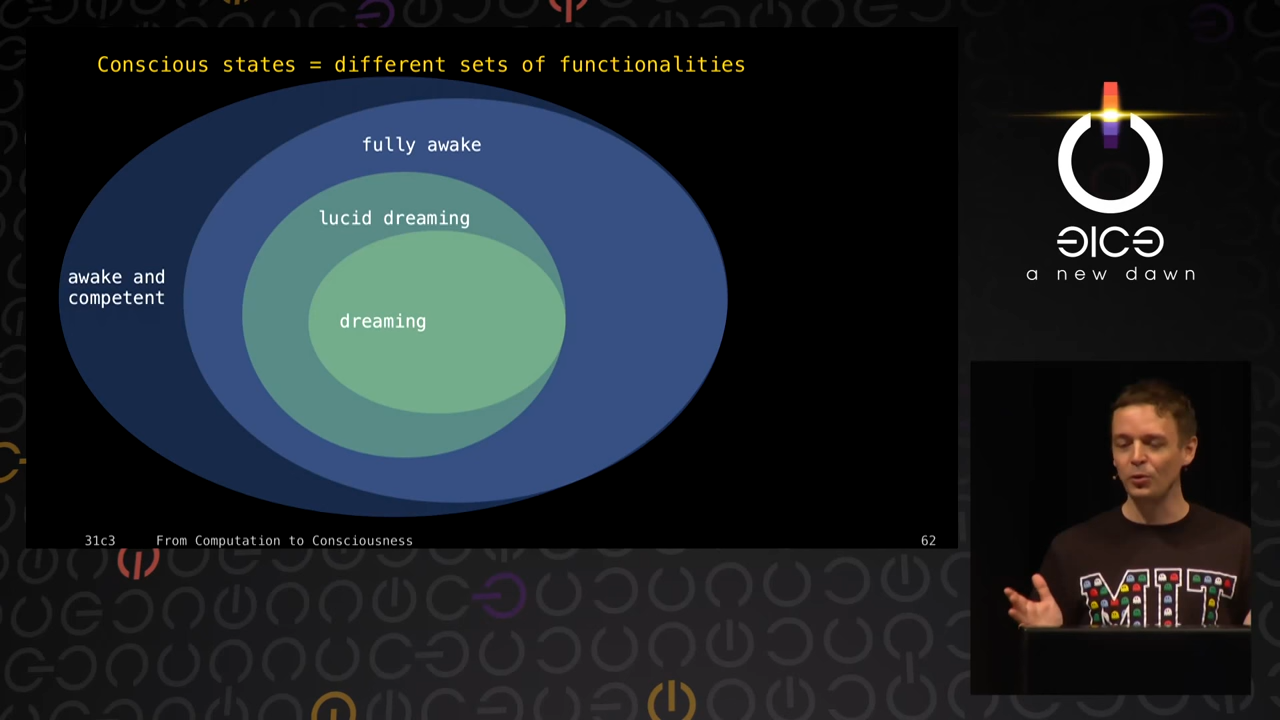 Conscious states = different sets of functionalities
fully awake
lucid dreaming
awake and
competent
dreaming
31c3 From Computation to Consciousness 62
a new dawn
MIT